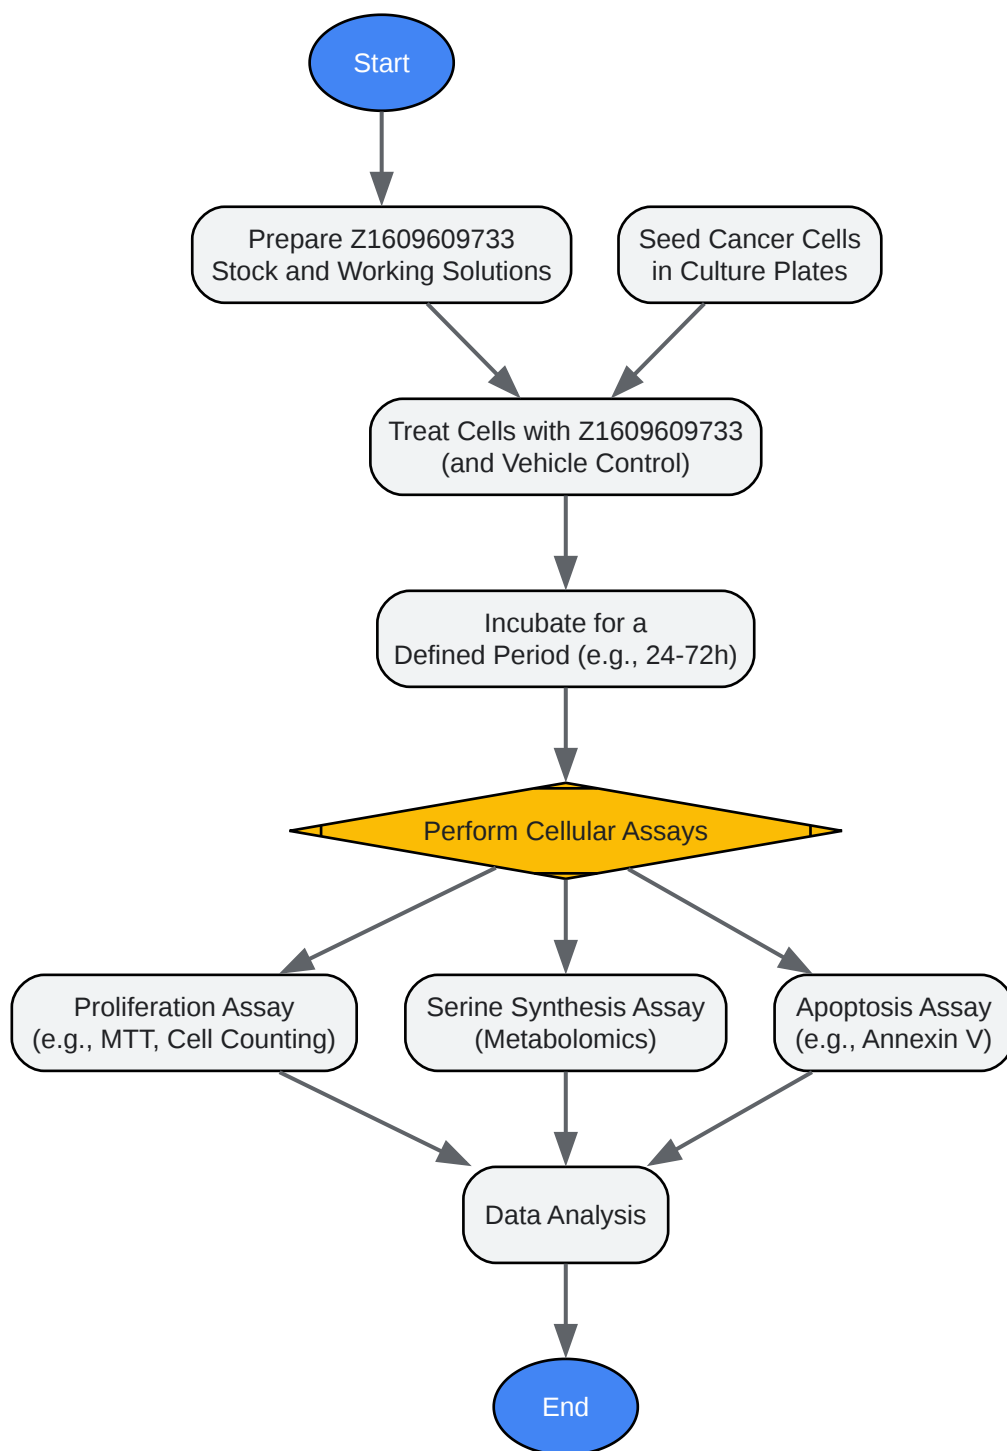 Start
Prepare Z1609609733
Stock and Working Solutions
Seed Cancer Cells
in Culture Plates
Treat Cells with Z1609609733
(and Vehicle Control)
Incubate for a
Defined Period (e.g., 24-72h)
Perform Cellular Assays
Proliferation Assay
(e.g., MTT, Cell Counting)
Serine Synthesis Assay
(Metabolomics)
Apoptosis Assay
(e.g., Annexin V)
Data Analysis
End